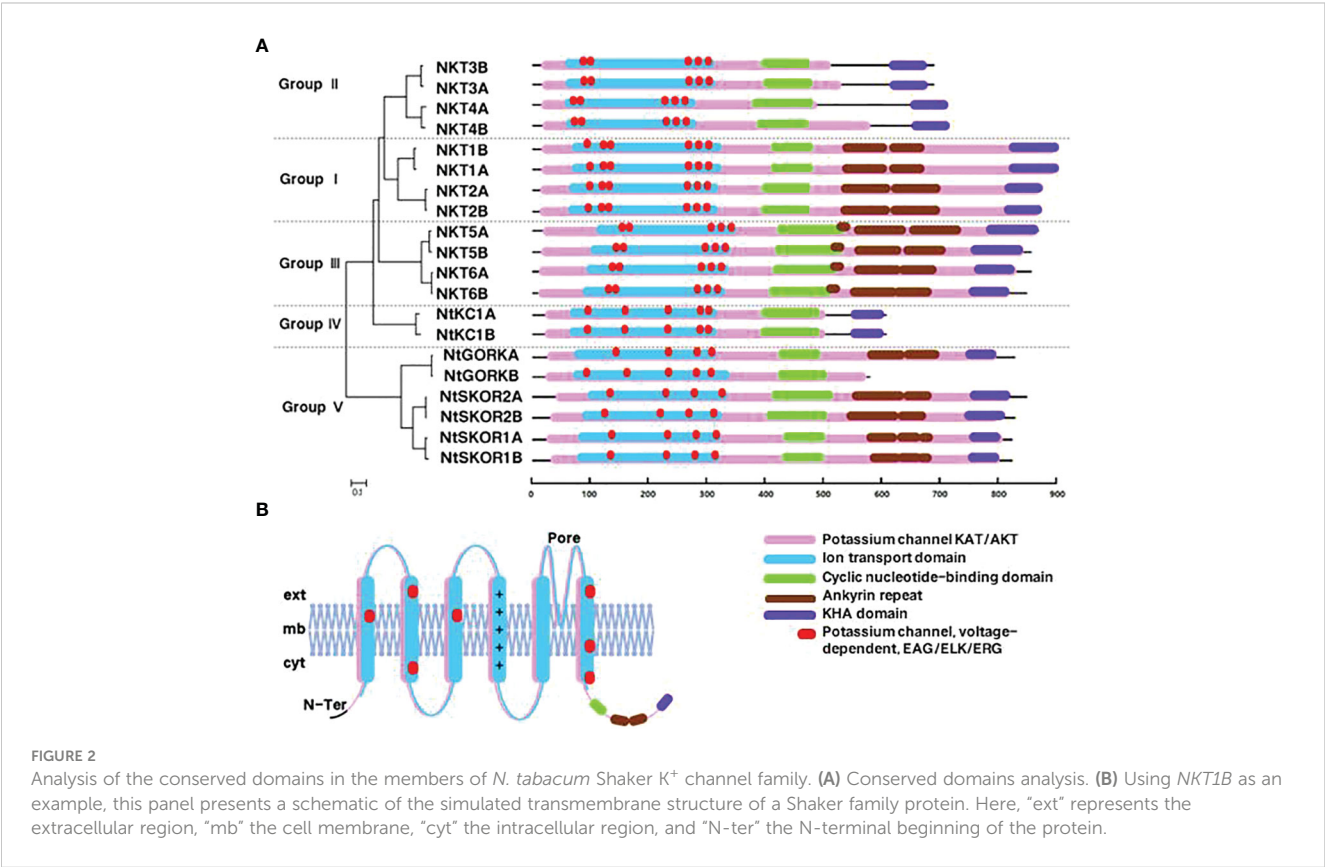 A
Group II
NKT3B
NKT3A
NKT4A
NKT4B
Group I
NKT1B
NKT1A
NKT2A
NKT2B
Group III
NKT5A
NKT5B
NKT6A
NKT6B
Group IV
NtKC1A
NtKC1B
Group V
NtGORKA
NtGORKB
NtSKOR2A
NtSKOR2B
NtSKOR1A
NtSKOR1B
0.1
0 100 200 300 400 500 600 700 800 900
B
Pore
ext
mb
cyt
+
+
+
+
+
N-Ter
Potassium channel KAT/AKT
Ion transport domain
Cyclic nucleotide-binding domain
Ankyrin repeat
KHA domain
Potassium channel, voltage-
dependent, EAG/ELK/ERG
FIGURE 2
Analysis of the conserved domains in the members of N. tabacum Shaker K⁺ channel family. (A) Conserved domains analysis. (B) Using NKT1B as an
example, this panel presents a schematic of the simulated transmembrane structure of a Shaker family protein. Here, "ext" represents the
extracellular region, "mb" the cell membrane, "cyt" the intracellular region, and "N-ter" the N-terminal beginning of the protein.